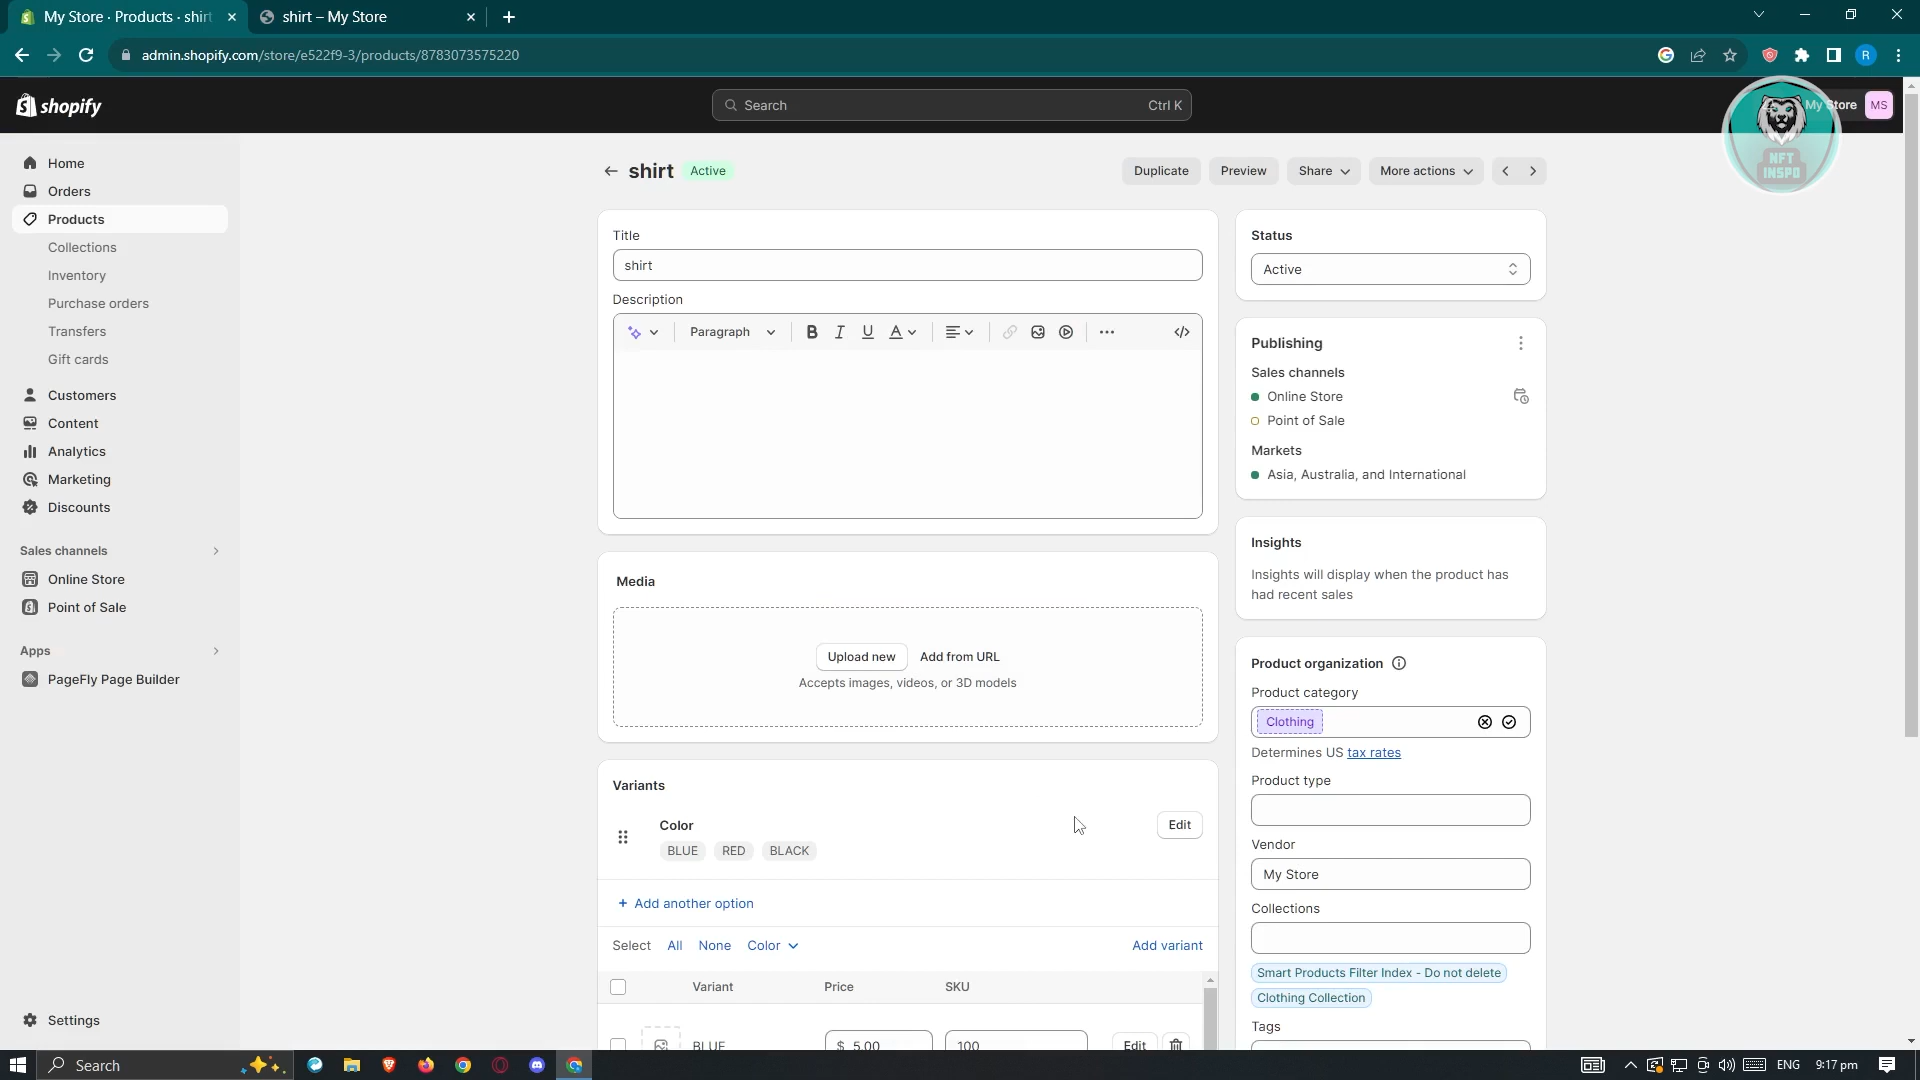 My Store · Products · shirt
shirt – My Store
admin.shopify.com/store/e522f9-3/products/8783073575220
R
shopify
Search
Ctrl K
My Store
MS
NFT
INSPO
Home
Orders
Products
Collections
Inventory
Purchase orders
Transfers
Gift cards
Customers
Content
Analytics
Marketing
Discounts
Sales channels
Online Store
Point of Sale
Apps
PageFly Page Builder
Settings
shirt
Active
Duplicate
Preview
Share
More actions
Title
shirt
Description
Paragraph
B I U A
Media
Upload new
Add from URL
Accepts images, videos, or 3D models
Variants
Color
BLUE RED BLACK
Edit
+ Add another option
Select All None Color
Add variant
Variant Price SKU
BLUE $ 5.00 100 Edit
Status
Active
Publishing
Sales channels
Online Store
Point of Sale
Markets
Asia, Australia, and International
Insights
Insights will display when the product has
had recent sales
Product organization
Product category
Clothing
Determines US tax rates
Product type
Vendor
My Store
Collections
Smart Products Filter Index - Do not delete
Clothing Collection
Tags
Search
ENG
9:17 pm